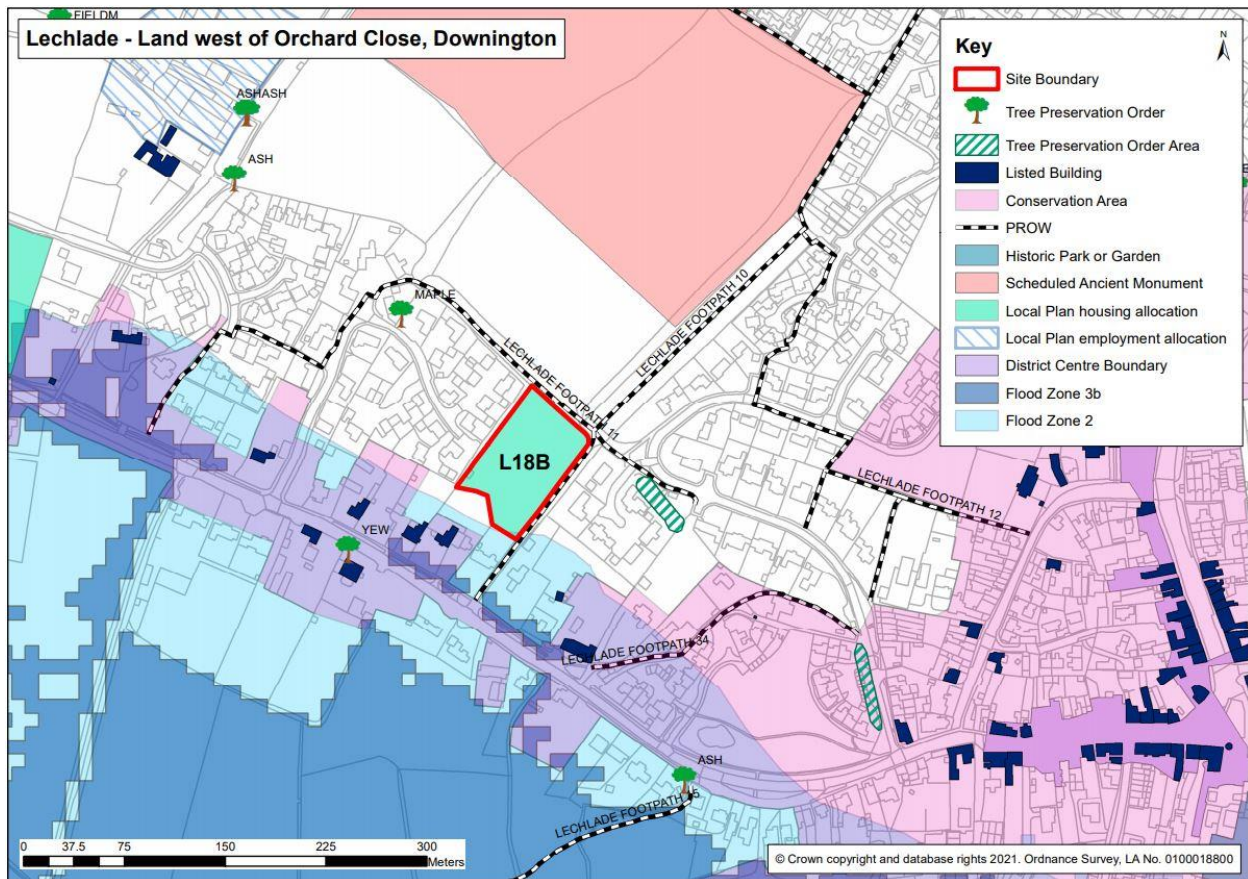 FIELDM
Lechlade - Land west of Orchard Close, Downington
ASHASH
ASH
MAPLE
LECHLADE FOOTPATH 10
LECHLADE FOOTPATH 11
L18B
LECHLADE FOOTPATH 12
YEW
LECHLADE FOOTPATH 34
ASH
LECHLADE FOOTPATH 15
Key
N
Site Boundary
Tree Preservation Order
Tree Preservation Order Area
Listed Building
Conservation Area
PROW
Historic Park or Garden
Scheduled Ancient Monument
Local Plan housing allocation
Local Plan employment allocation
District Centre Boundary
Flood Zone 3b
Flood Zone 2
0 37.5 75 150 225 300
Meters
© Crown copyright and database rights 2021. Ordnance Survey, LA No. 0100018800